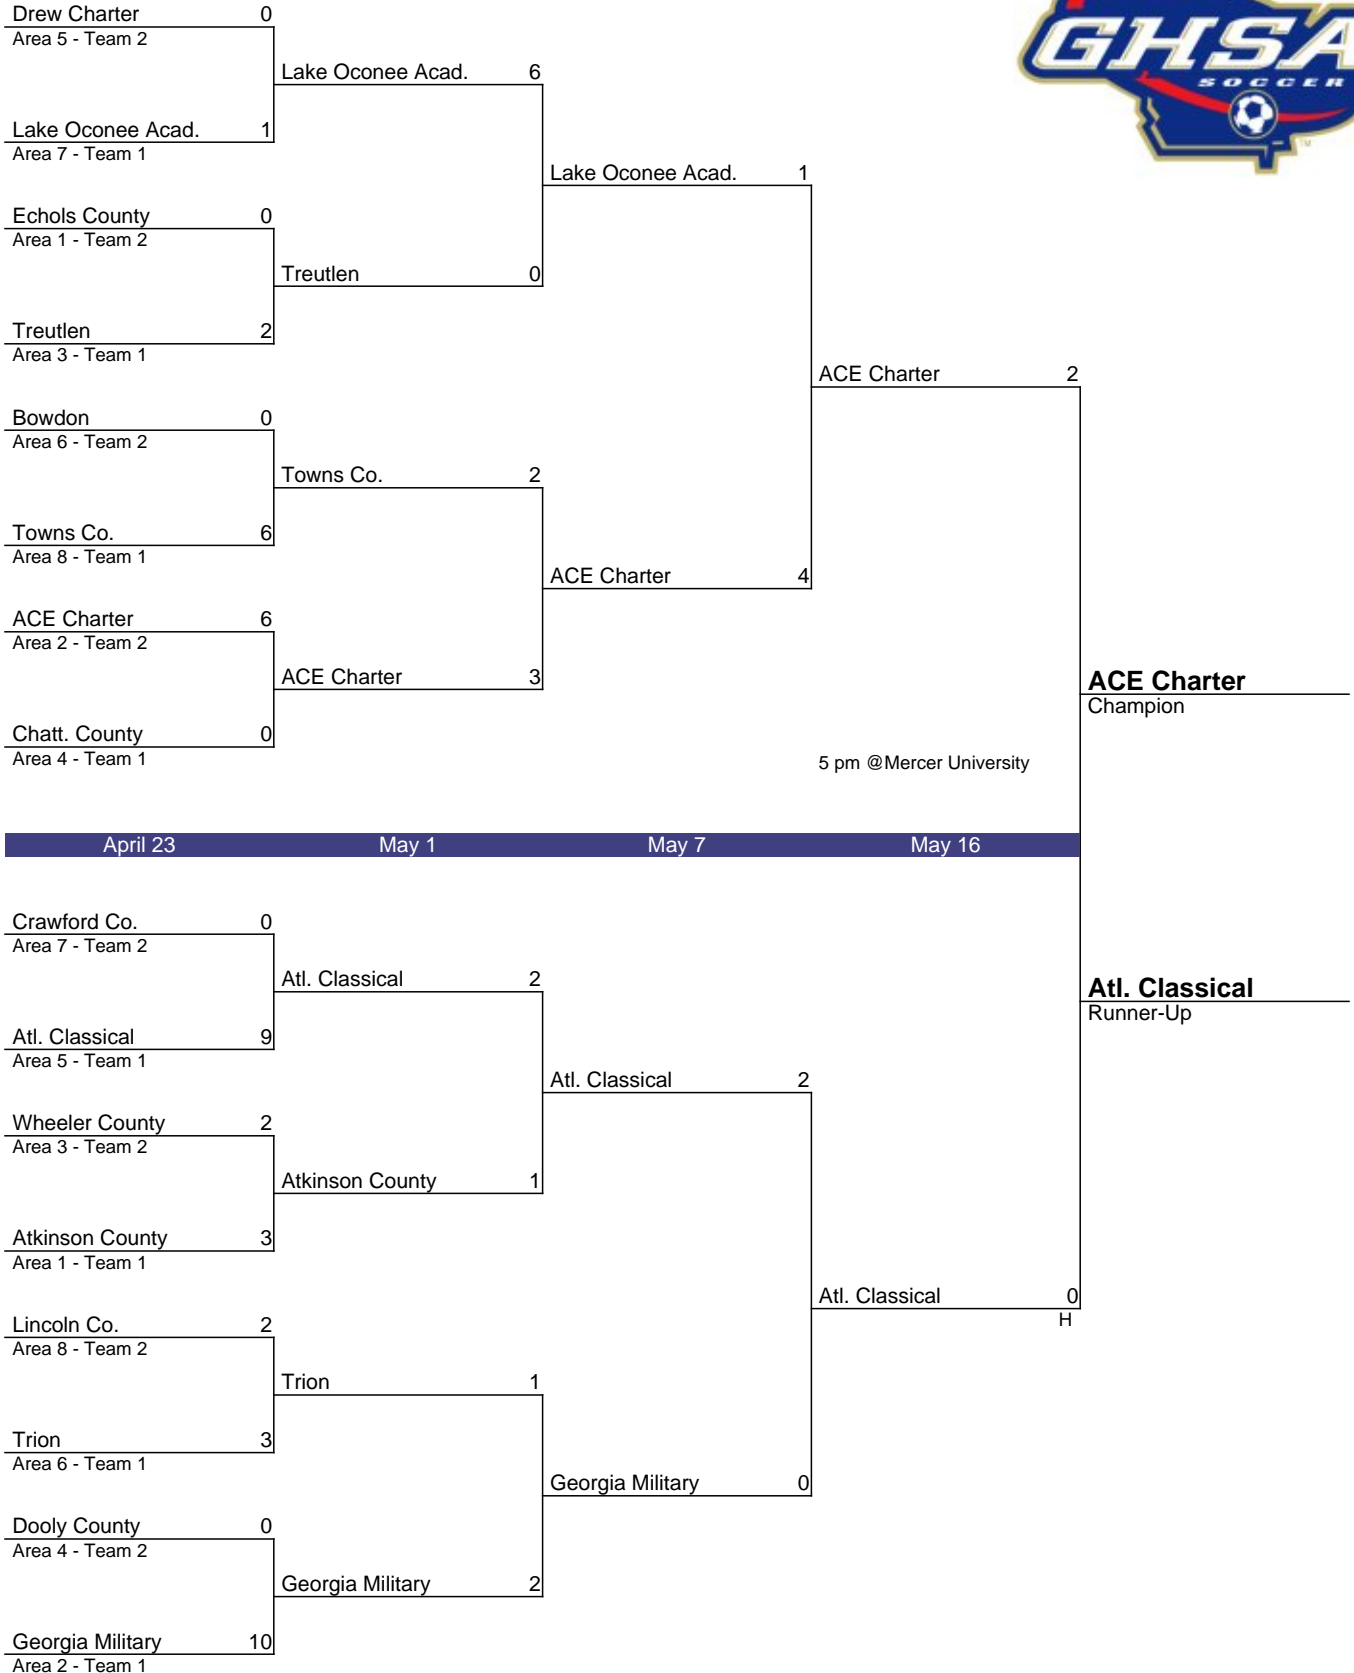 GHSA
SOCCER
TM
Drew Charter 0
Area 5 - Team 2
Lake Oconee Acad. 6
Lake Oconee Acad. 1
Area 7 - Team 1
Lake Oconee Acad. 1
Echols County 0
Area 1 - Team 2
Treutlen 0
Treutlen 2
Area 3 - Team 1
ACE Charter 2
Bowdon 0
Area 6 - Team 2
Towns Co. 2
Towns Co. 6
Area 8 - Team 1
ACE Charter 4
ACE Charter 6
Area 2 - Team 2
ACE Charter 3
ACE Charter
Champion
Chatt. County 0
Area 4 - Team 1
5 pm @Mercer University
April 23 May 1 May 7 May 16
Crawford Co. 0
Area 7 - Team 2
Atl. Classical 2
Atl. Classical
Runner-Up
Atl. Classical 9
Area 5 - Team 1
Atl. Classical 2
Wheeler County 2
Area 3 - Team 2
Atkinson County 1
Atkinson County 3
Area 1 - Team 1
Atl. Classical 0
H
Lincoln Co. 2
Area 8 - Team 2
Trion 1
Trion 3
Area 6 - Team 1
Georgia Military 0
Dooly County 0
Area 4 - Team 2
Georgia Military 2
Georgia Military 10
Area 2 - Team 1